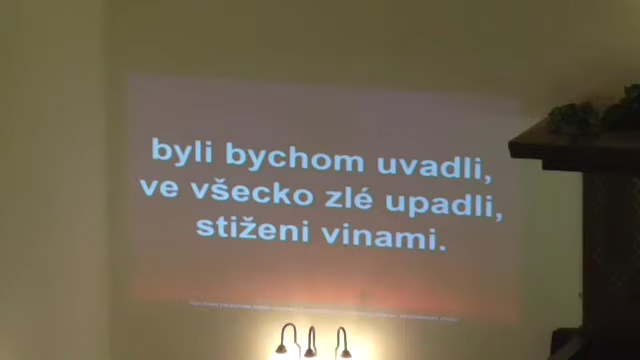 byli bychom uvadli,
ve všecko zlé upadli,
stiženi vinami.